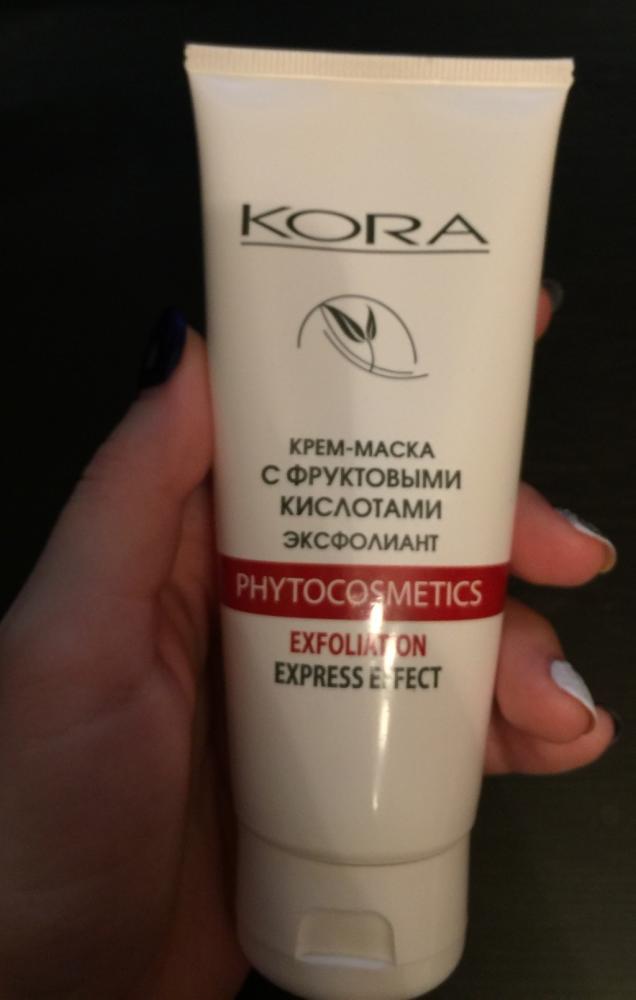 KORA
КРЕМ-МАСКА
С ФРУКТОВЫМИ
КИСЛОТАМИ
ЭКСФОЛИАНТ
PHYTOCOSMETICS
EXFOLIATION
EXPRESS EFFECT